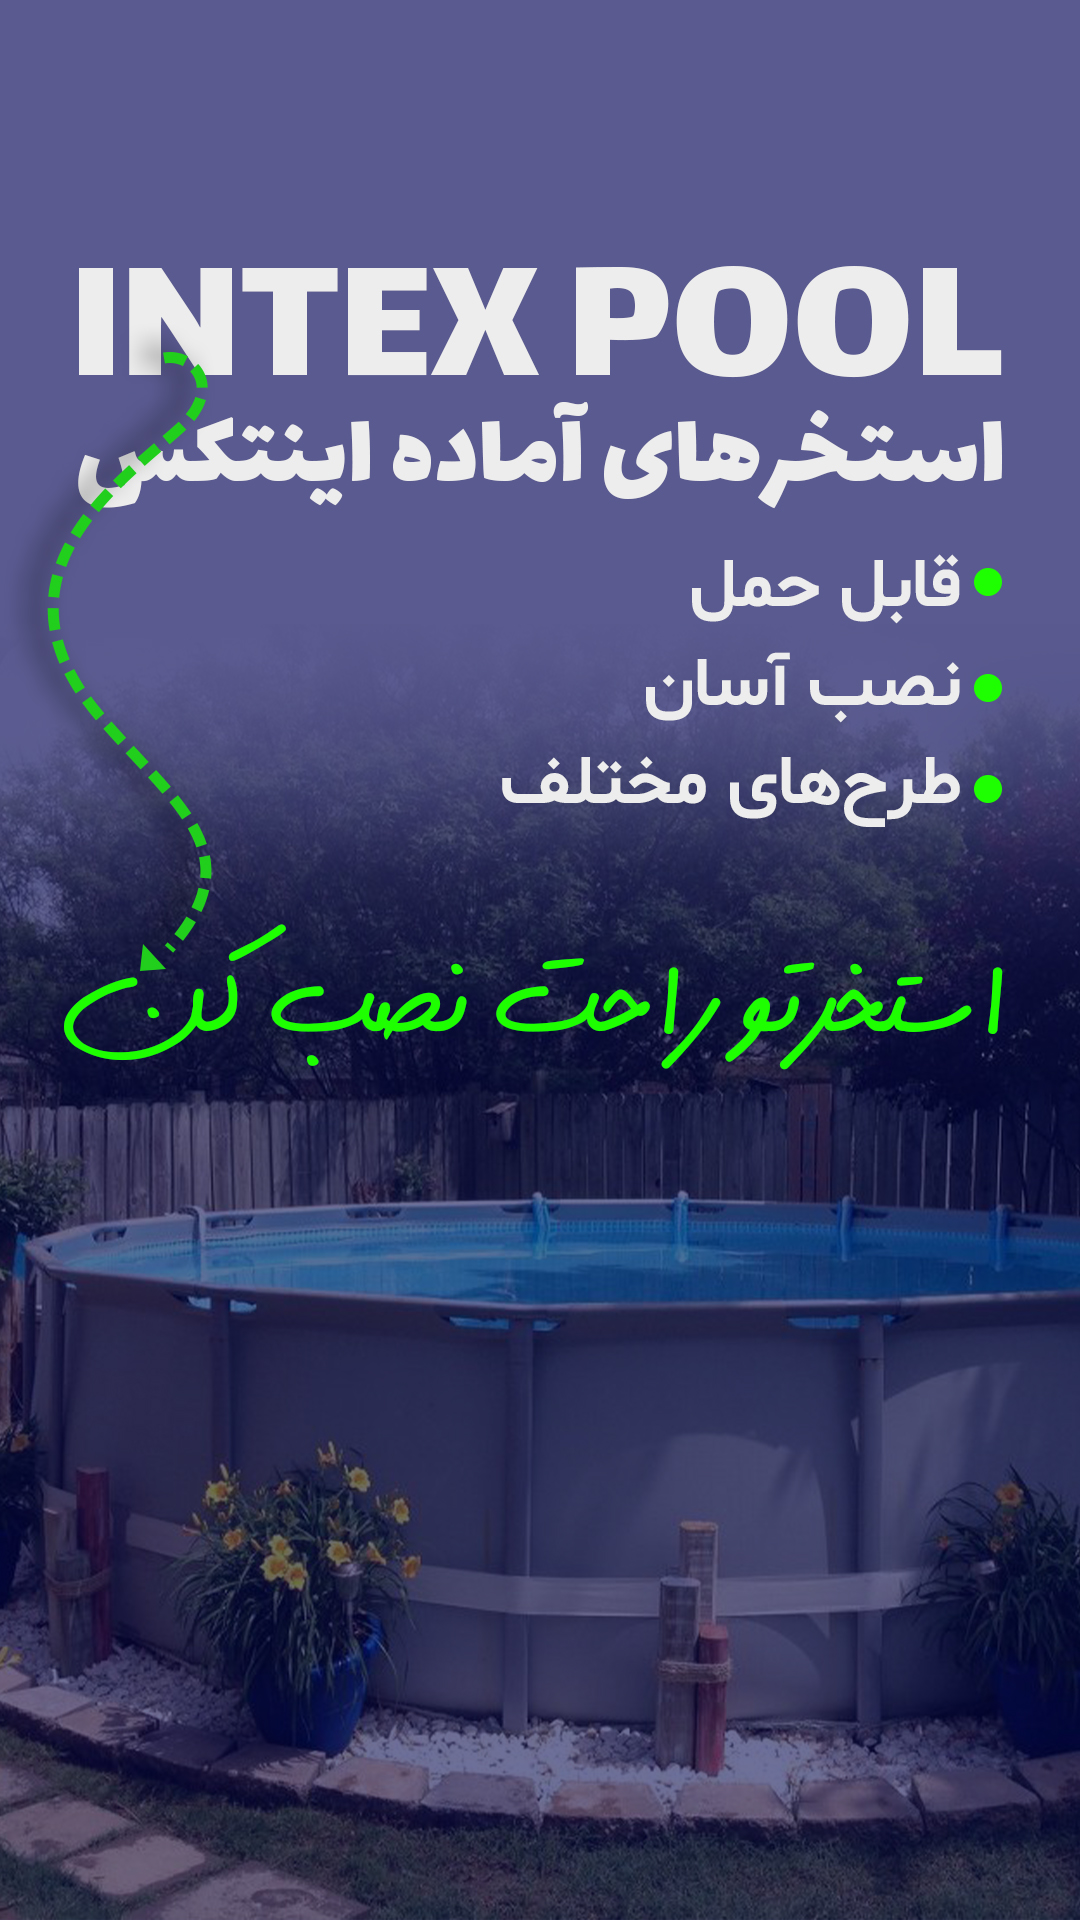 INTEX POOL
استخرهای آماده اینتکس
قابل حمل
نصب آسان
طرح‌های مختلف
استخرتو راحت نصب کن